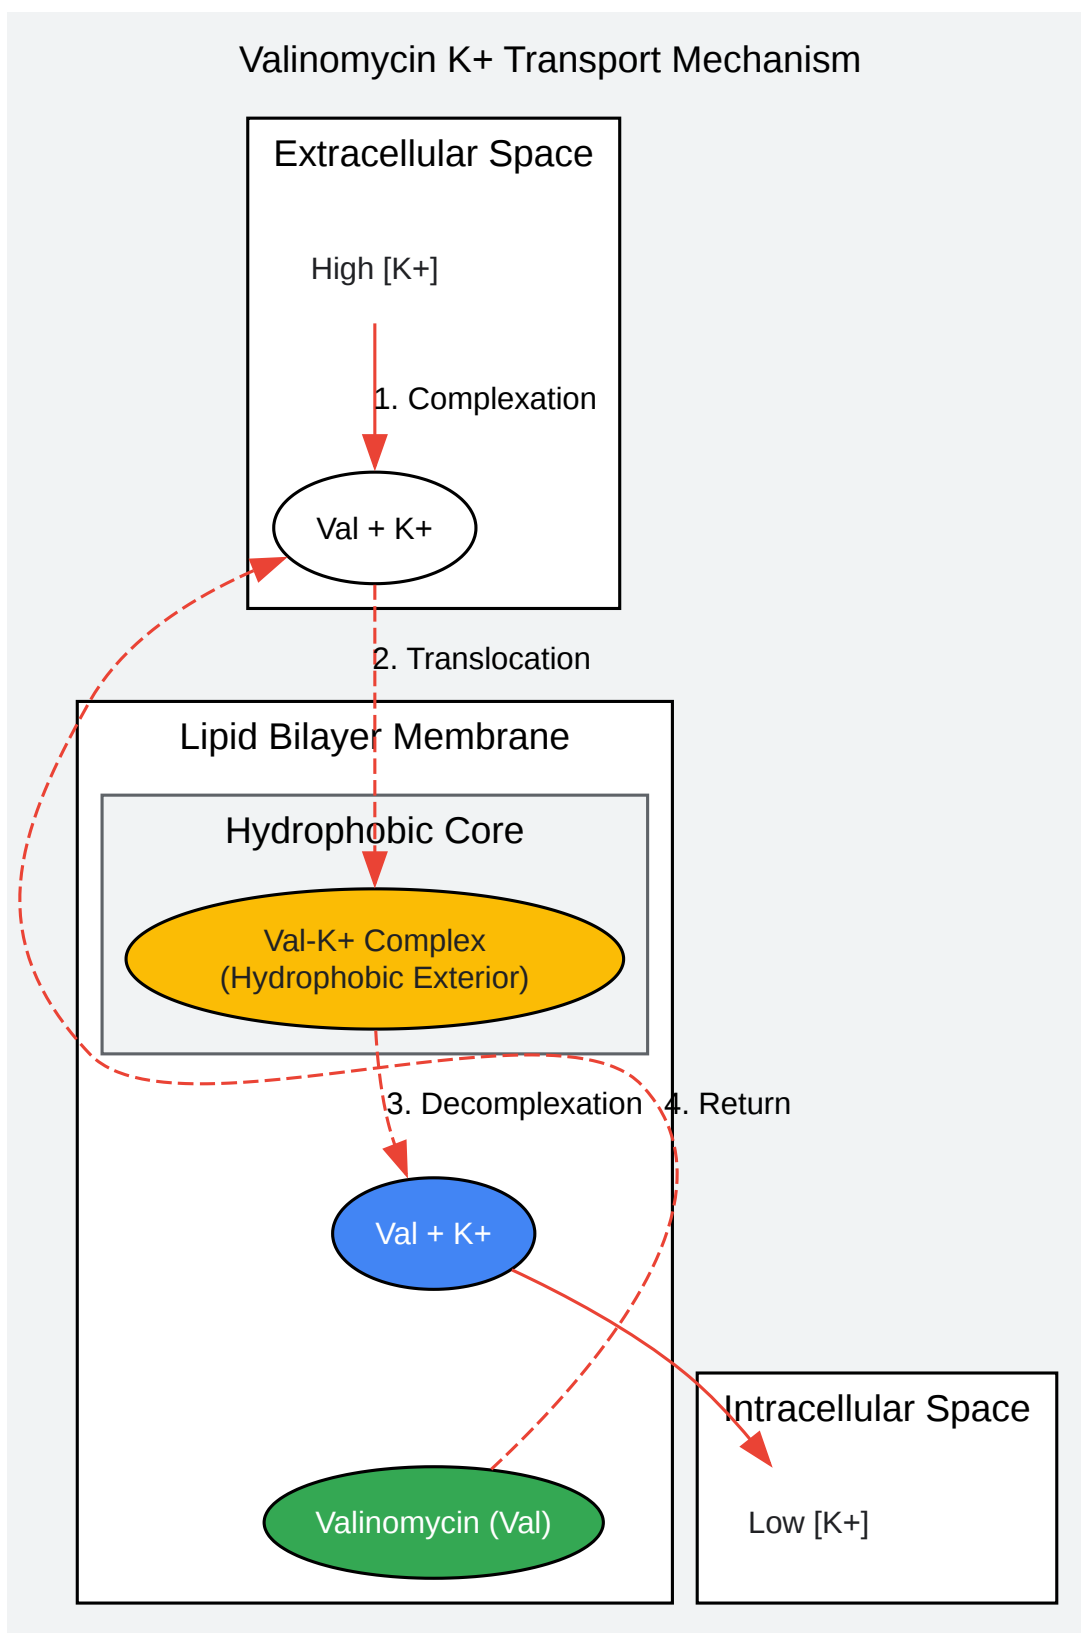 Valinomycin K+ Transport Mechanism
Extracellular Space
High [K+]
1. Complexation
Val + K+
2. Translocation
Lipid Bilayer Membrane
Hydrophobic Core
Val-K+ Complex
(Hydrophobic Exterior)
3. Decomplexation
4. Return
Val + K+
Intracellular Space
Valinomycin (Val)
Low [K+]